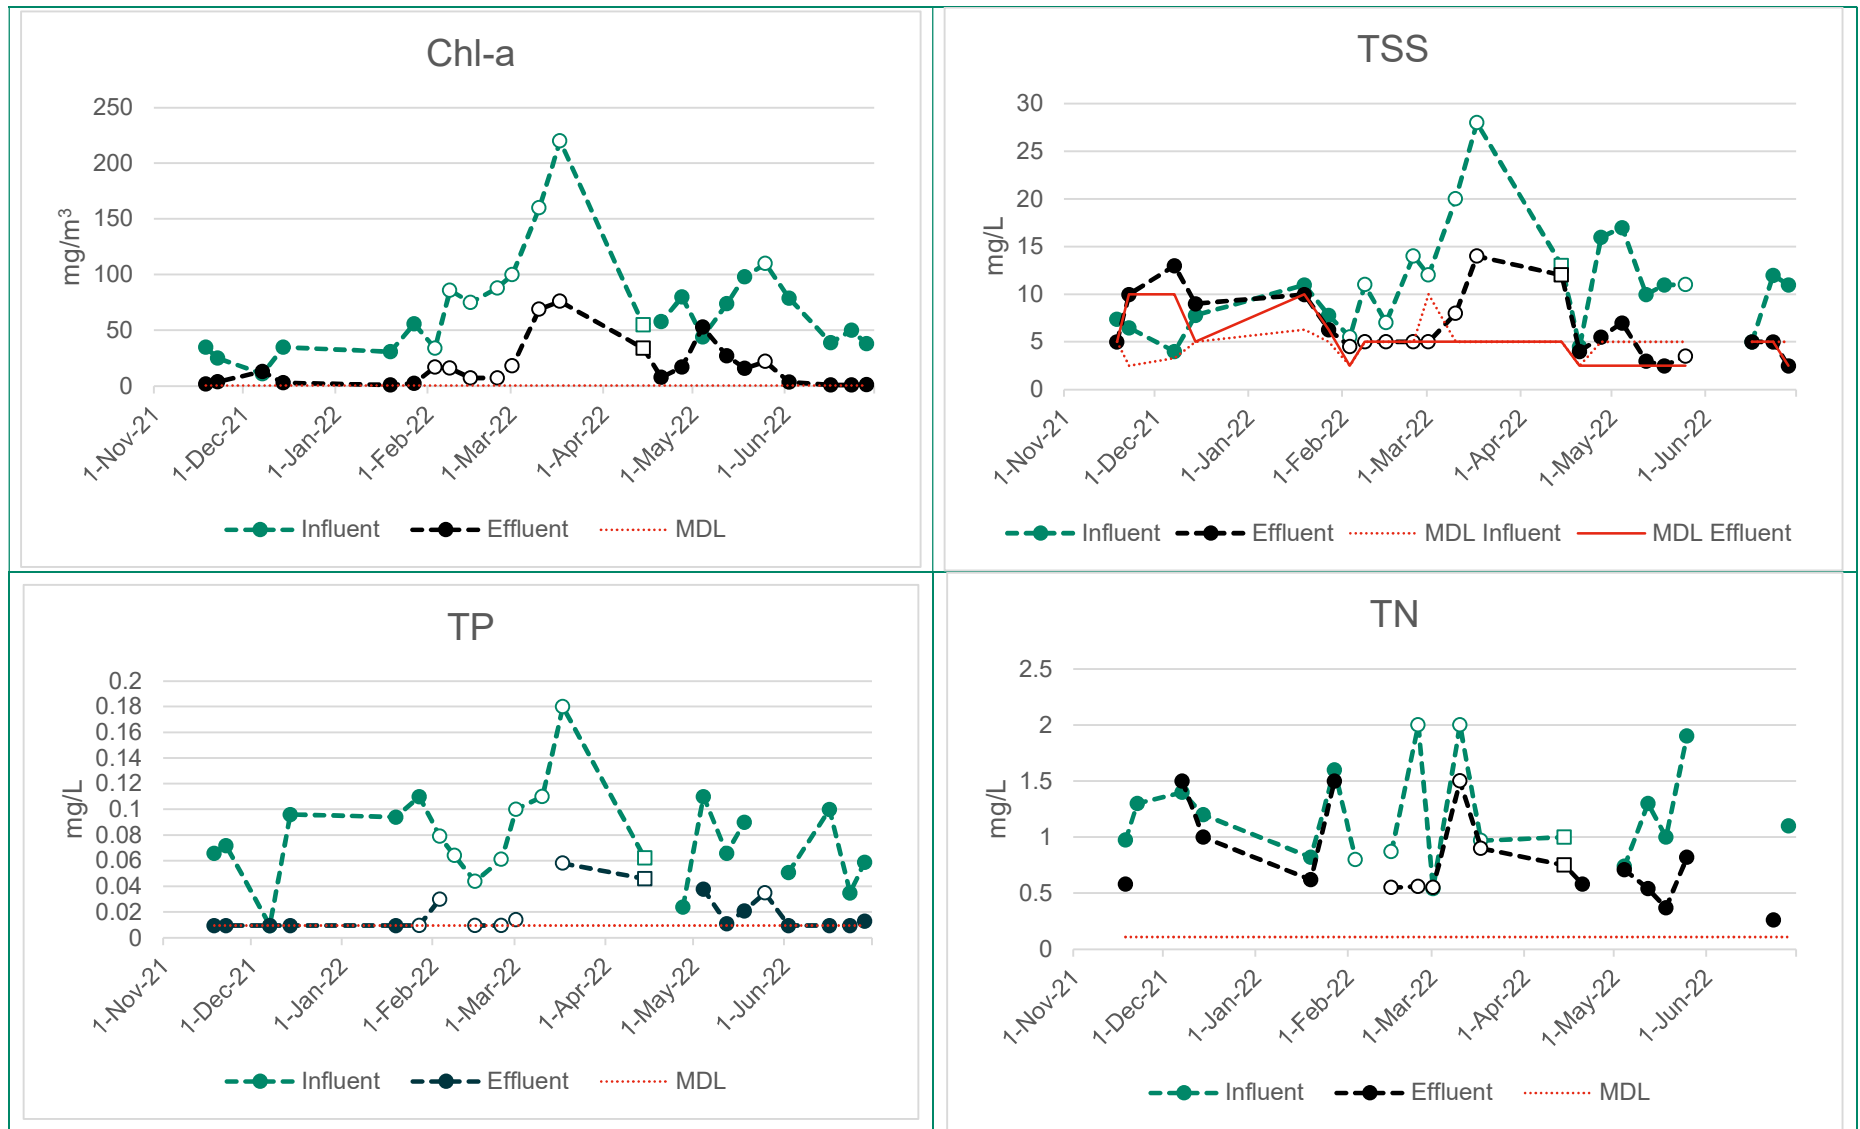 Chl-a
250
200
150
100
50
0
mg/m³
1-Nov-21
1-Dec-21
1-Jan-22
1-Feb-22
1-Mar-22
1-Apr-22
1-May-22
1-Jun-22
Influent Effluent MDL
TSS
30
25
20
15
10
5
0
mg/L
1-Nov-21
1-Dec-21
1-Jan-22
1-Feb-22
1-Mar-22
1-Apr-22
1-May-22
1-Jun-22
Influent Effluent MDL Influent MDL Effluent
TP
0.2
0.18
0.16
0.14
0.12
0.1
0.08
0.06
0.04
0.02
0
mg/L
1-Nov-21
1-Dec-21
1-Jan-22
1-Feb-22
1-Mar-22
1-Apr-22
1-May-22
1-Jun-22
Influent Effluent MDL
TN
2.5
2
1.5
1
0.5
0
mg/L
1-Nov-21
1-Dec-21
1-Jan-22
1-Feb-22
1-Mar-22
1-Apr-22
1-May-22
1-Jun-22
Influent Effluent MDL